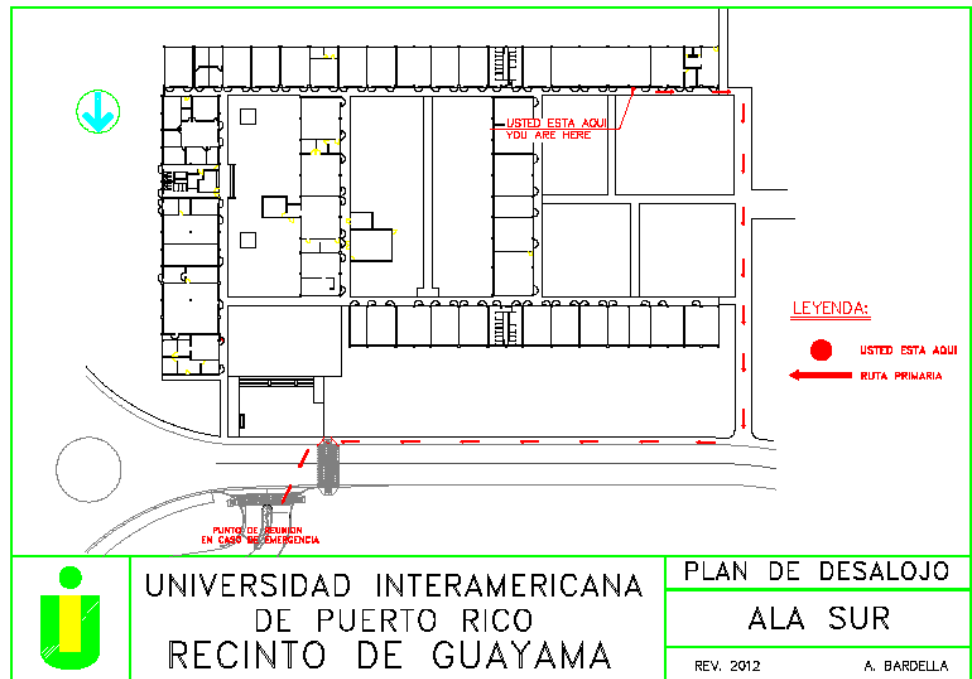 USTED ESTA AQUI
YOU ARE HERE
LEYENDA:
USTED ESTA AQUI
RUTA PRIMARIA
PUNTO DE REUNION
EN CASO DE EMERGENCIA
UNIVERSIDAD INTERAMERICANA
DE PUERTO RICO
RECINTO DE GUAYAMA
PLAN DE DESALOJO
ALA SUR
REV. 2012 A. BARDELLA